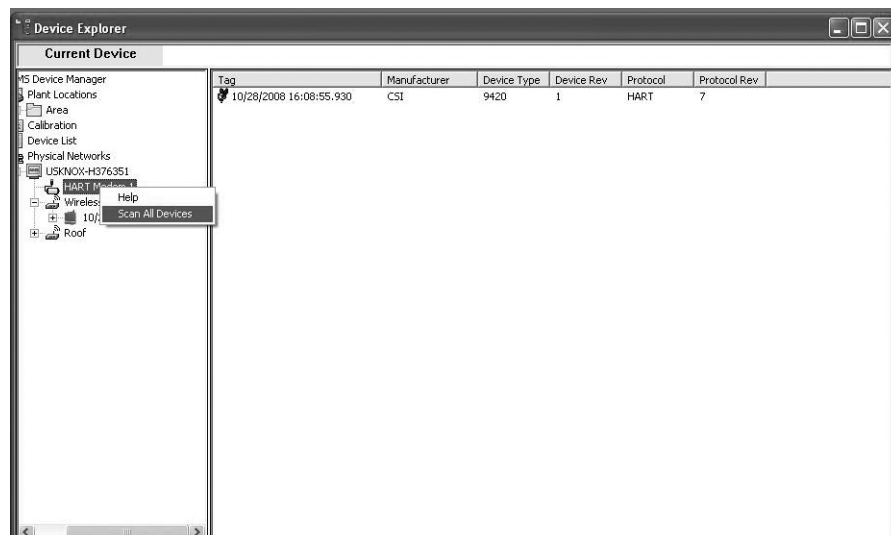 Device Explorer
Current Device
MS Device Manager
Plant Locations
Area
Calibration
Device List
Physical Networks
USKNOX-H376351
HART Modem 1
Wireless
10/
Roof
Help
Scan All Devices
Tag Manufacturer Device Type Device Rev Protocol Protocol Rev
10/28/2008 16:08:55.930 CSI 9420 1 HART 7